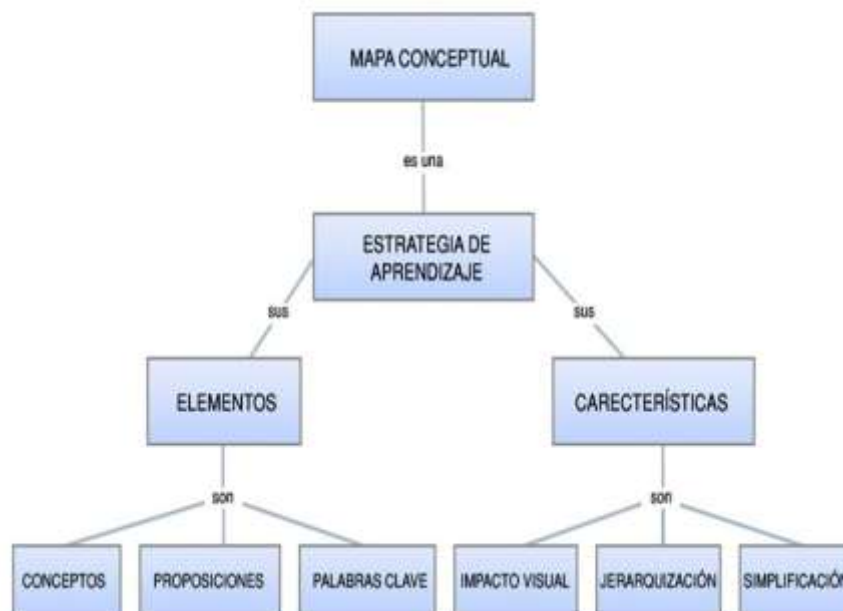 MAPA CONCEPTUAL
es una
ESTRATEGIA DE
APRENDIZAJE
sus
sus
ELEMENTOS
CARECTERÍSTICAS
son
son
CONCEPTOS
PROPOSICIONES
PALABRAS CLAVE
IMPACTO VISUAL
JERARQUIZACIÓN
SIMPLIFICACIÓN